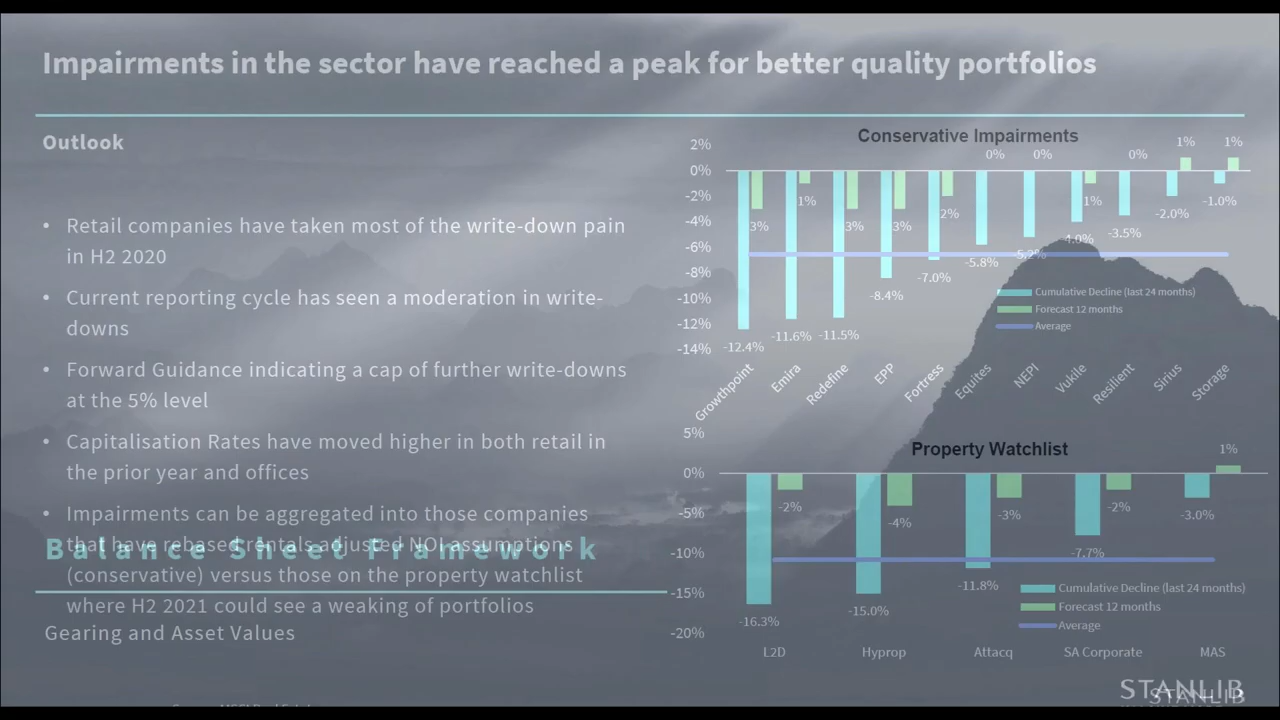 Impairments in the sector have reached a peak for better quality portfolios
Outlook
• Retail companies have taken most of the write-down pain
in H2 2020
• Current reporting cycle has seen a moderation in write-
downs
• Forward Guidance indicating a cap of further write-downs
at the 5% level
• Capitalisation Rates have moved higher in both retail in
the prior year and offices
• Impairments can be aggregated into those companies
that have rebased rentals adjusted NOI assumptions
(conservative) versus those on the property watchlist
where H2 2021 could see a weaking of portfolios
Balance Sheet Framework
Gearing and Asset Values
Conservative Impairments
2%
0%
-2%
-4%
-6%
-8%
-10%
-12%
-14%
3% 1% 3% 3% 2% 0% 0% 1% 0% 1% 1%
-12.4% -11.6% -11.5% -8.4% -7.0% -5.8% -5.2% -4.0% -3.5% -2.0% -1.0%
Cumulative Decline (last 24 months)
Forecast 12 months
Average
Growthpoint Emira Redefine EPP Fortress Equites NEPI Vukile Resilient Sirius Storage
Property Watchlist
5%
0%
-5%
-10%
-15%
-20%
-2% -4% -3% -2% 1%
-16.3% -15.0% -11.8% -7.7% -3.0%
Cumulative Decline (last 24 months)
Forecast 12 months
Average
L2D Hyprop Attacq SA Corporate MAS
STANLIB
STANLIB